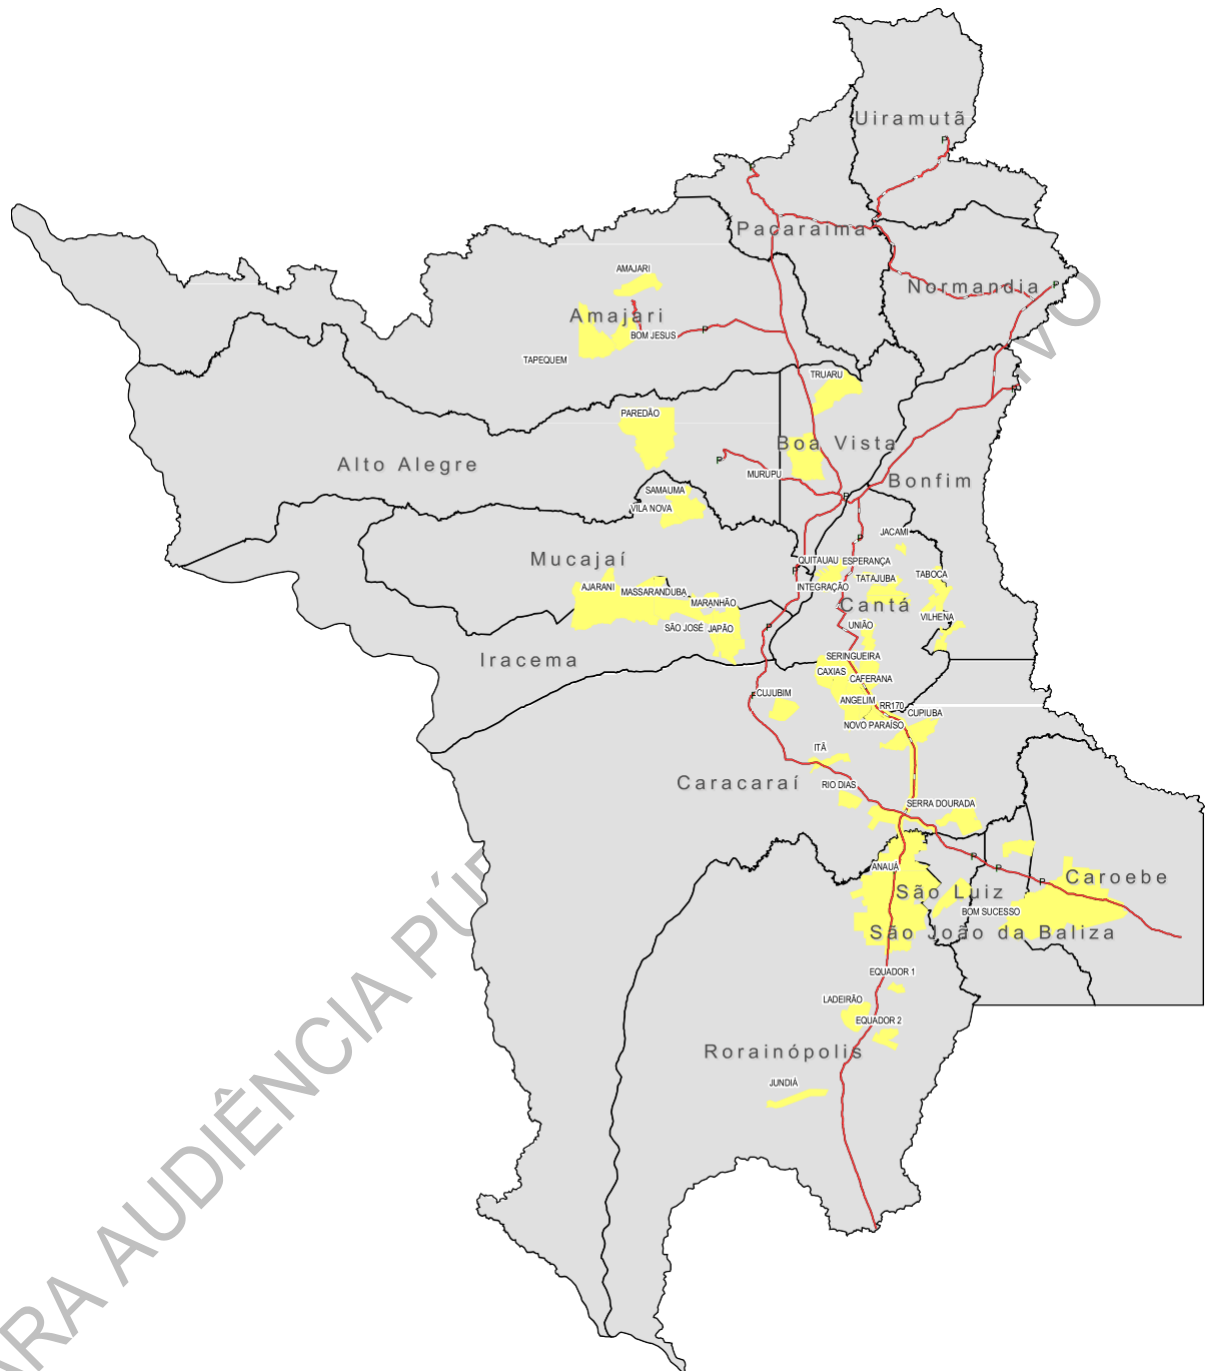 Uiramutã
P
P
Pacaraima
AMAJARI
Normandia
P
Amajari
BOM JESUS
P
TAPEQUEM
TRUARU
P
PAREDÃO
Boa Vista
Alto Alegre
P
MURUPU
Bonfim
SAMAUMA
P
VILA NOVA
JACAMI
P
Mucajaí
QUITAUAU
ESPERANÇA
P
AJARANI
MASSARANDUBA
INTEGRAÇÃO
TATAJUBA
TABOCA
MARANHÃO
Cantá
VILHENA
SÃO JOSÉ
JAPÃO
P
UNIÃO
Iracema
SERINGUEIRA
CAXIAS
CAFERANA
CUJUBIM
P
ANGELIM
RR170
CUPIUBA
NOVO PARAÍSO
ITÃ
Caracaraí
RIO DIAS
SERRA DOURADA
P
ANAUÁ
P
P
Caroebe
São Luiz
BOM SUCESSO
São João da Baliza
EQUADOR 1
LADEIRÃO
EQUADOR 2
Rorainópolis
JUNDIÁ
ARA AUDIÊNCIA PÚ
VO